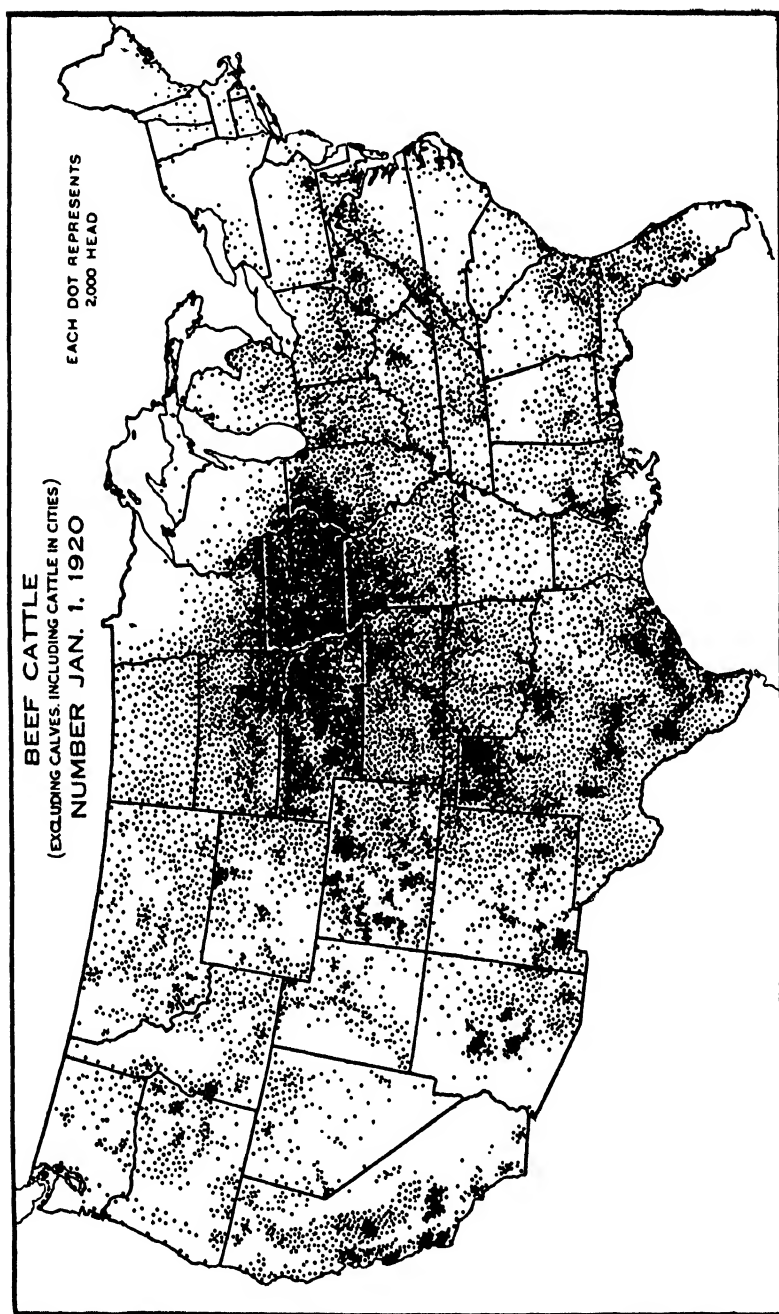 BEEF CATTLE
(EXCLUDING CALVES, INCLUDING CATTLE IN CITIES)
NUMBER JAN. 1, 1920
EACH DOT REPRESENTS
2,000 HEAD